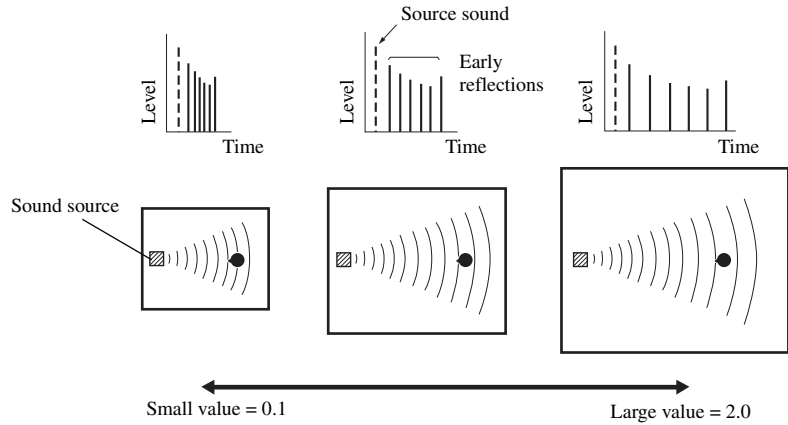 Source sound
Level
Time
Level
Early
reflections
Time
Level
Time
Sound source
Small value = 0.1
Large value = 2.0